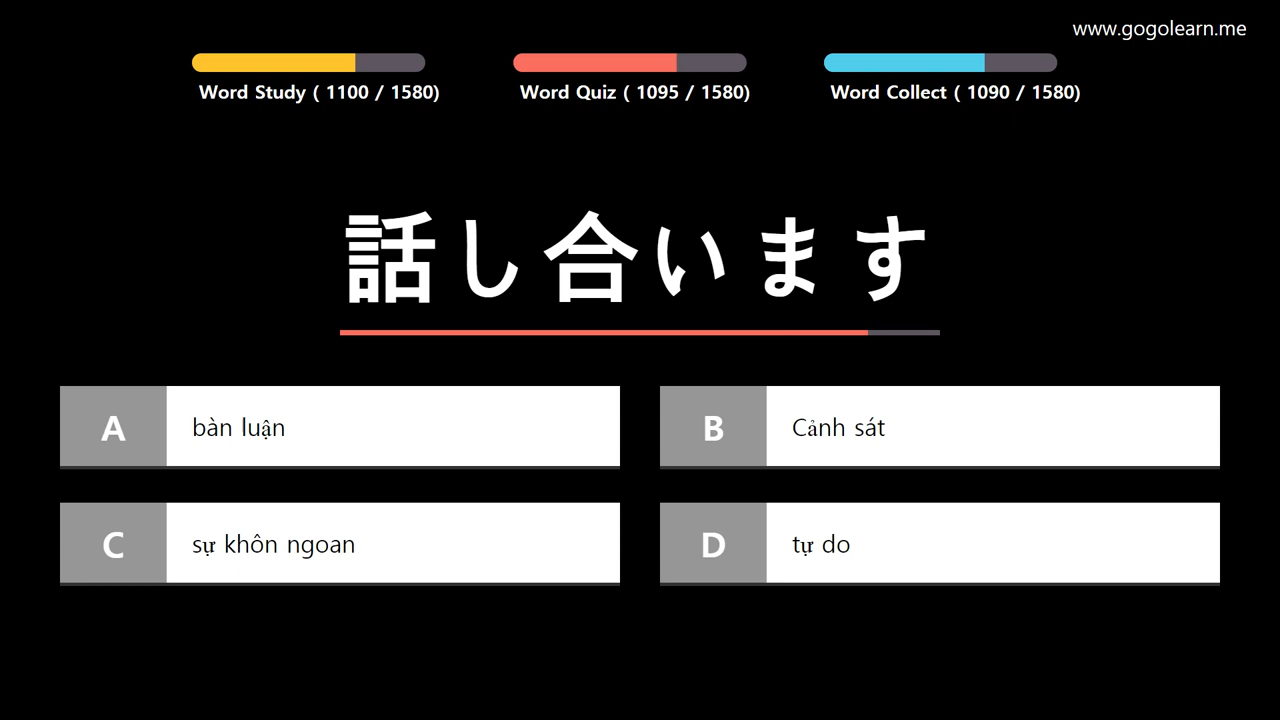 www.gogolearn.me
Word Study ( 1100 / 1580)
Word Quiz ( 1095 / 1580)
Word Collect ( 1090 / 1580)
話し合います
A bàn luận
B Cảnh sát
C sự khôn ngoan
D tự do